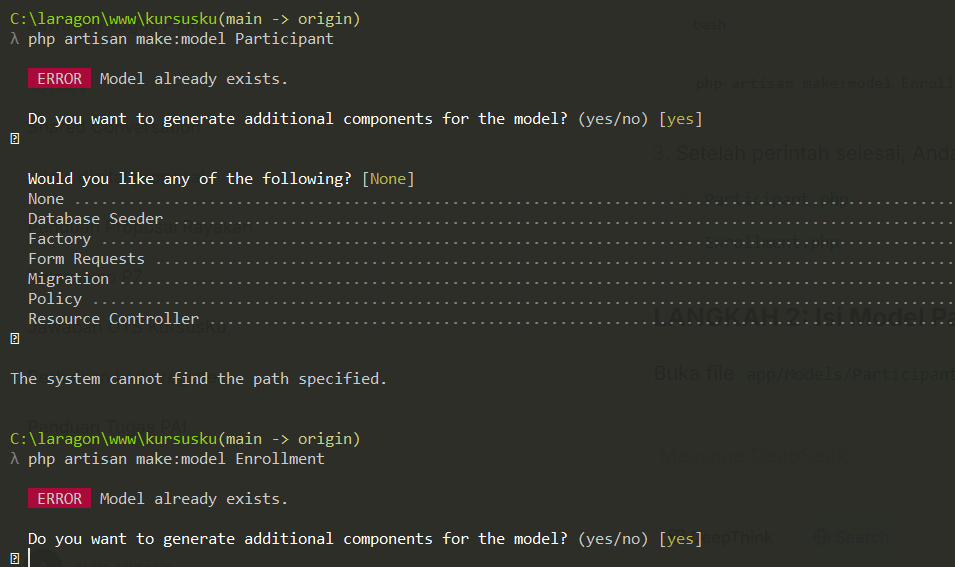 C:\laragon\www\kursusku(main -> origin)
bash
λ php artisan make:model Participant
ERROR Model already exists.
php artisan make:model Enroll
Do you want to generate additional components for the model? (yes/no) [yes]
Shared Conversation
3. Setelah perintah selesai, Anda
Would you like any of the following? [None]
None ................................................................................................
Database Seeder .....................................................................................
Factory .............................................................................................
Form Requests .......................................................................................
Migration ...........................................................................................
Policy ..............................................................................................
Resource Controller .................................................................................
LANGKAH 2: Isi Model Pa
The system cannot find the path specified.
Buka file app/Models/Participan
Panduan Tugas PAI
C:\laragon\www\kursusku(main -> origin)
λ php artisan make:model Enrollment
ERROR Model already exists.
Do you want to generate additional components for the model? (yes/no) [yes]
DeepThink
Search